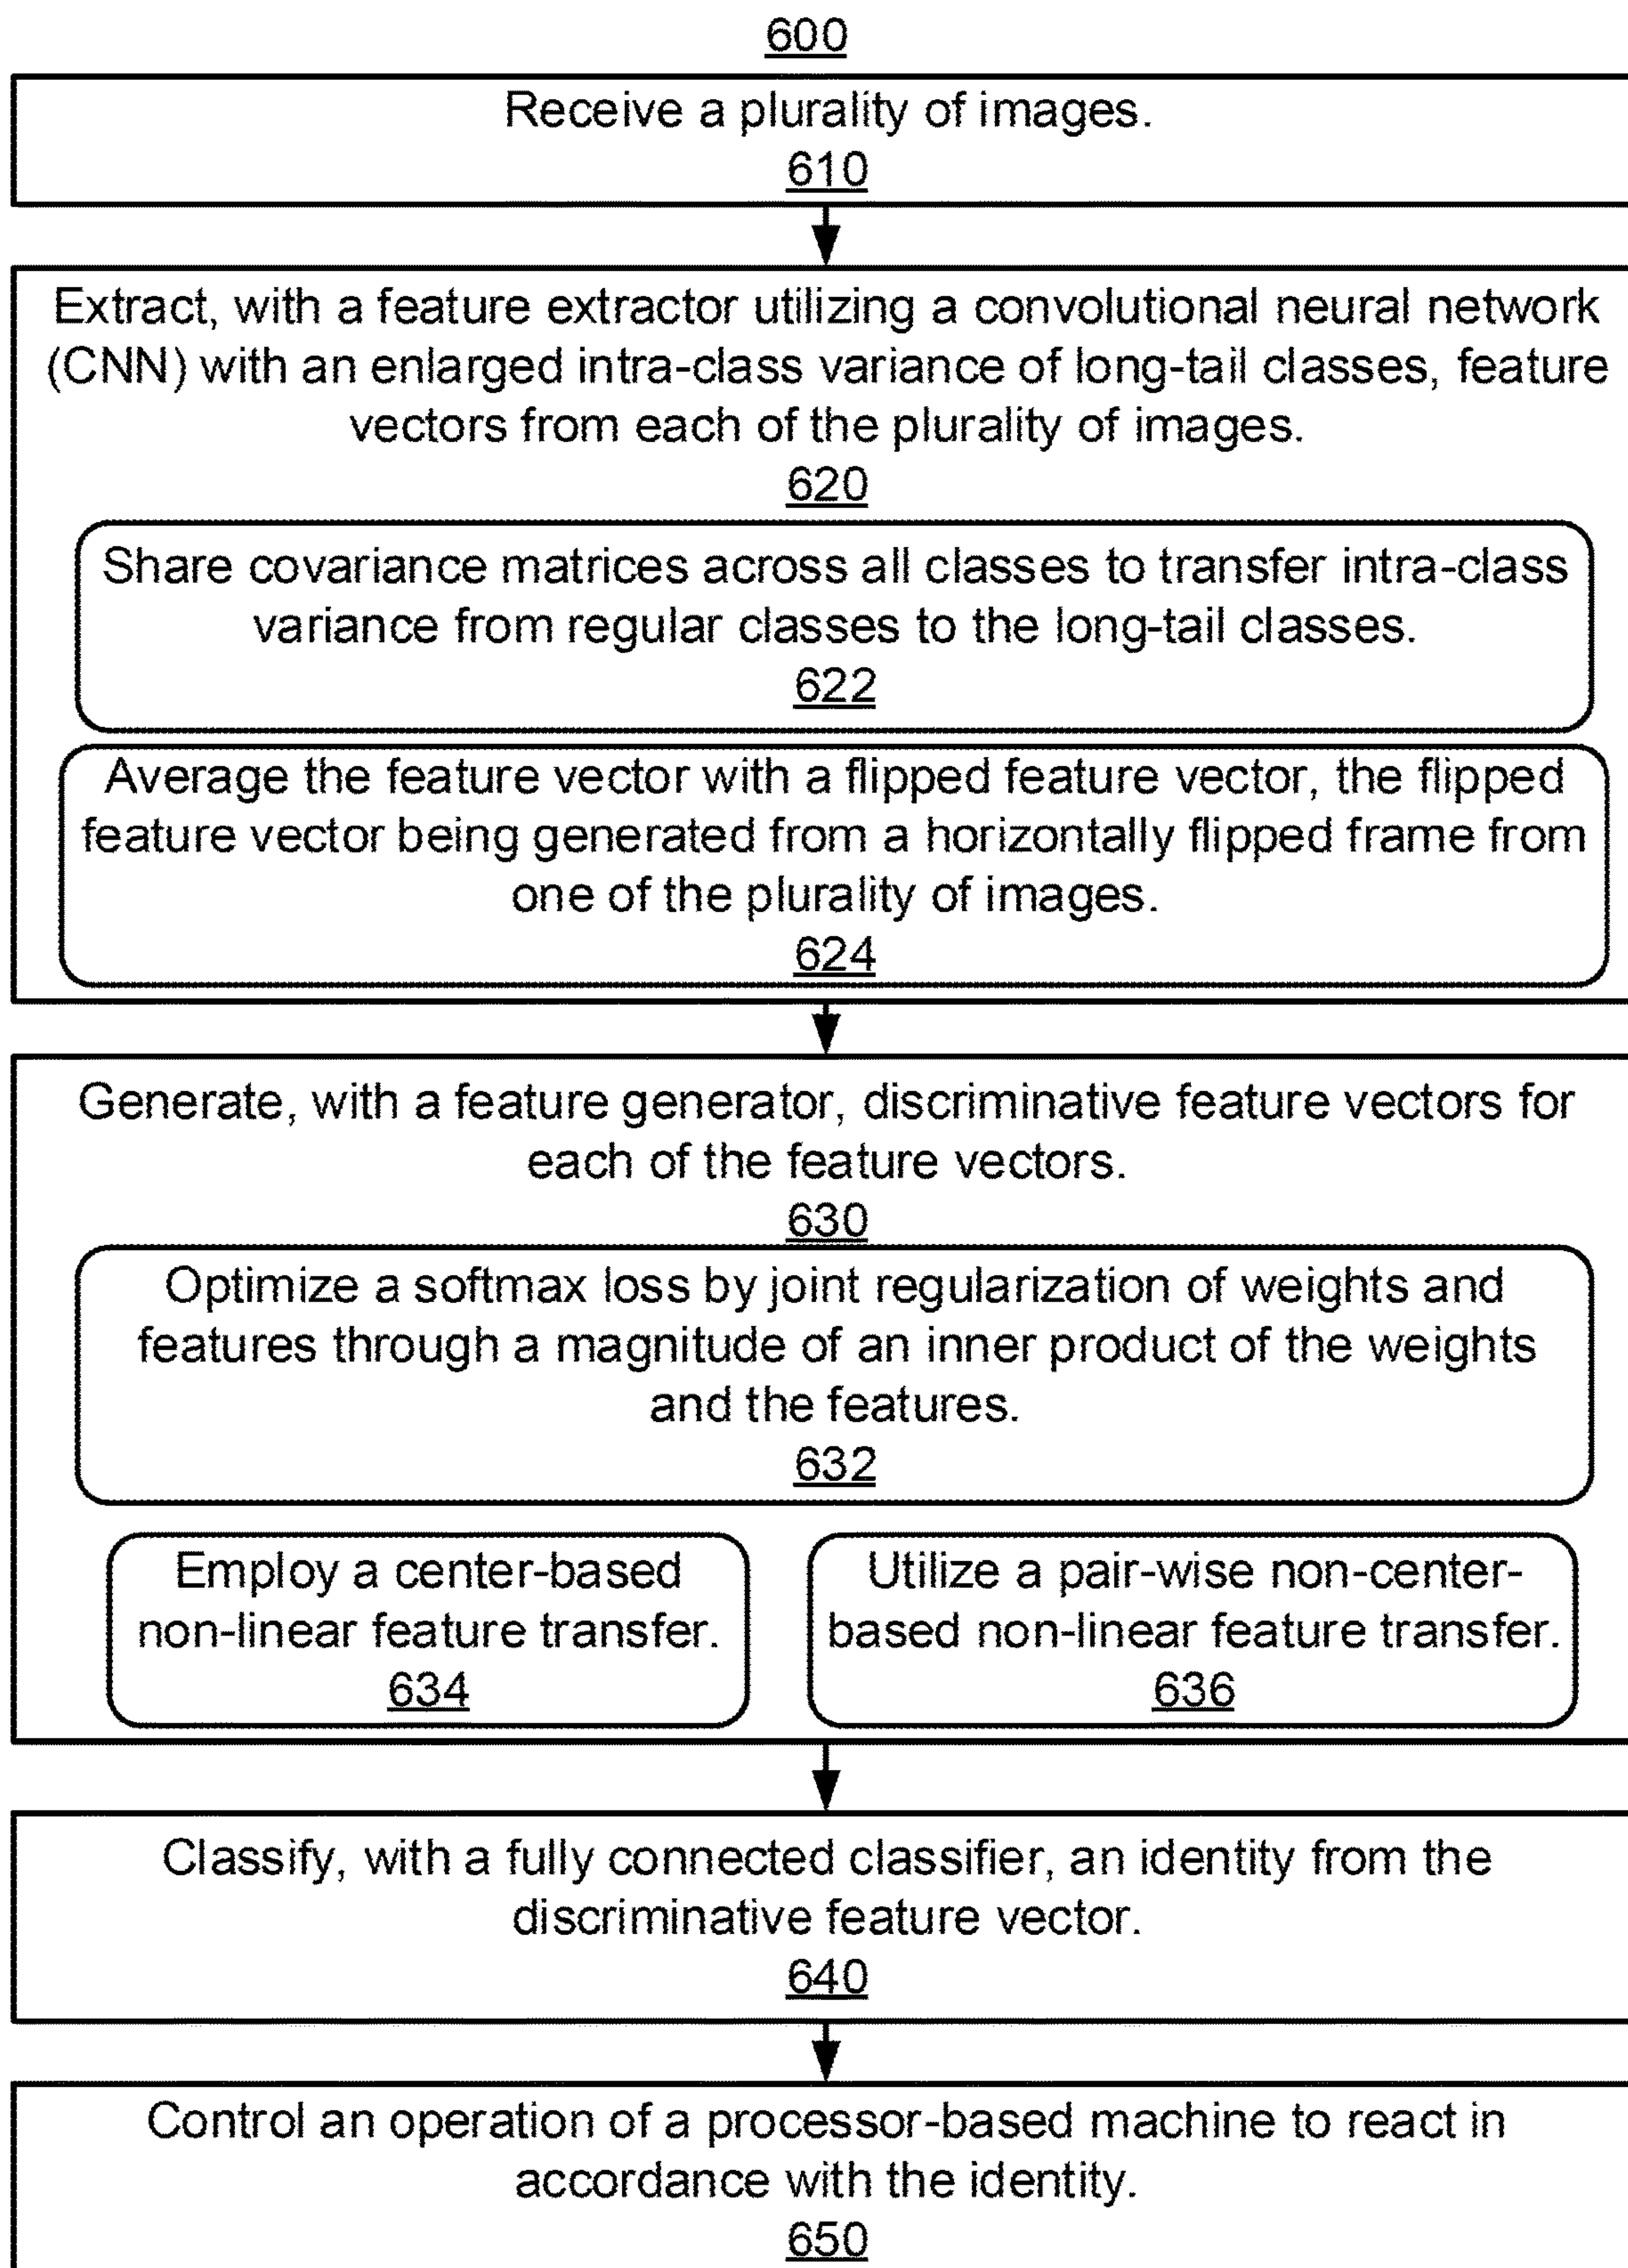 600
Receive a plurality of images.
610
Extract, with a feature extractor utilizing a convolutional neural network
(CNN) with an enlarged intra-class variance of long-tail classes, feature
vectors from each of the plurality of images.
620
Share covariance matrices across all classes to transfer intra-class
variance from regular classes to the long-tail classes.
622
Average the feature vector with a flipped feature vector, the flipped
feature vector being generated from a horizontally flipped frame from
one of the plurality of images.
624
Generate, with a feature generator, discriminative feature vectors for
each of the feature vectors.
630
Optimize a softmax loss by joint regularization of weights and
features through a magnitude of an inner product of the weights
and the features.
632
Employ a center-based
non-linear feature transfer.
634
Utilize a pair-wise non-center-
based non-linear feature transfer.
636
Classify, with a fully connected classifier, an identity from the
discriminative feature vector.
640
Control an operation of a processor-based machine to react in
accordance with the identity.
650